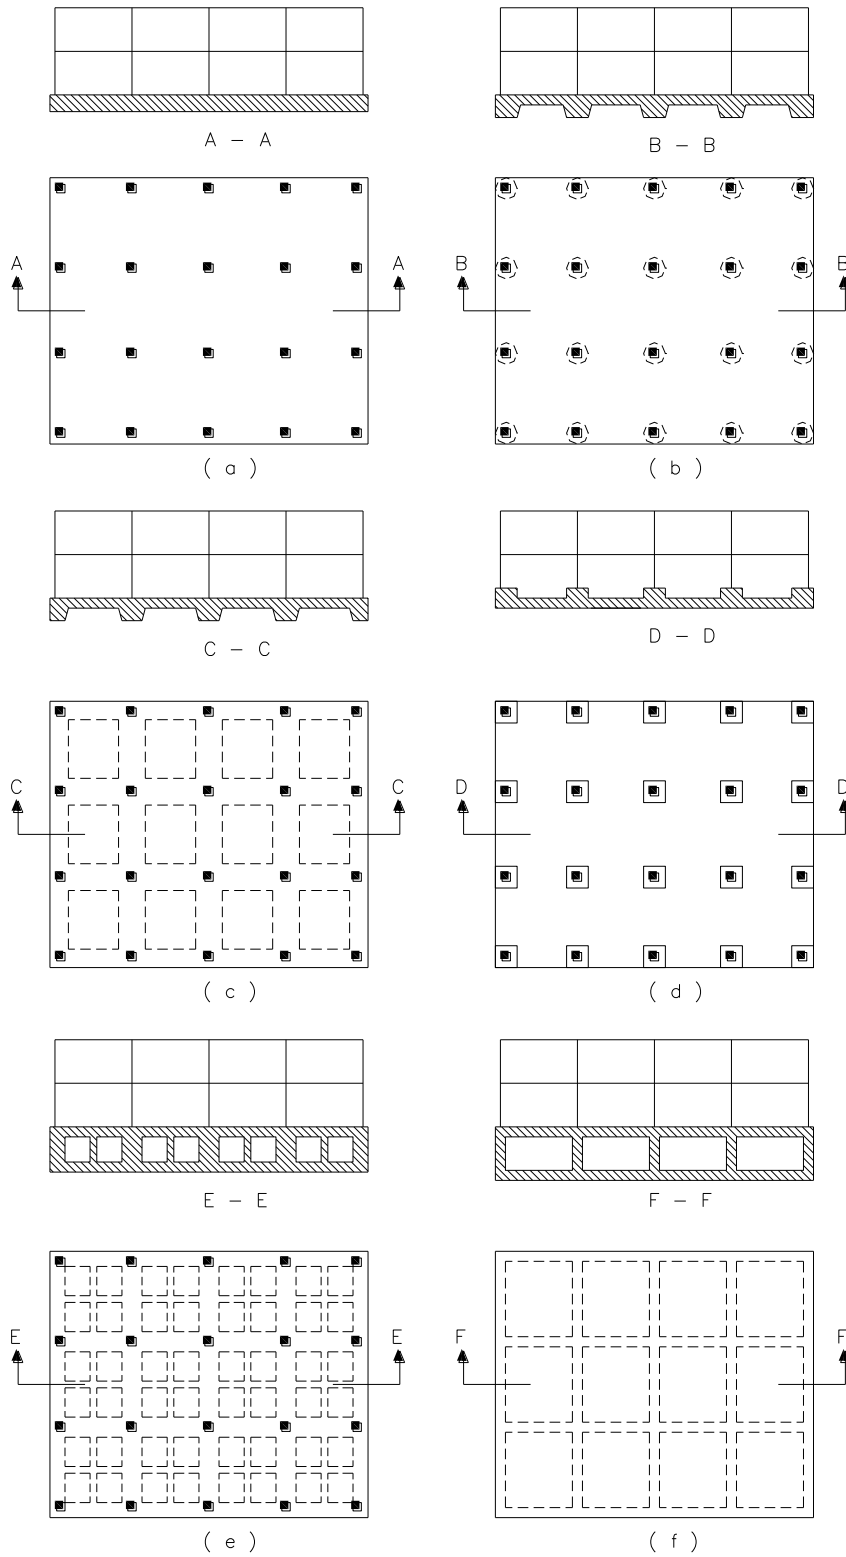 A – A
B – B
A A
B B
( a )
( b )
C – C
D – D
C C
D D
( c )
( d )
E – E
F – F
E E
F F
( e )
( f )